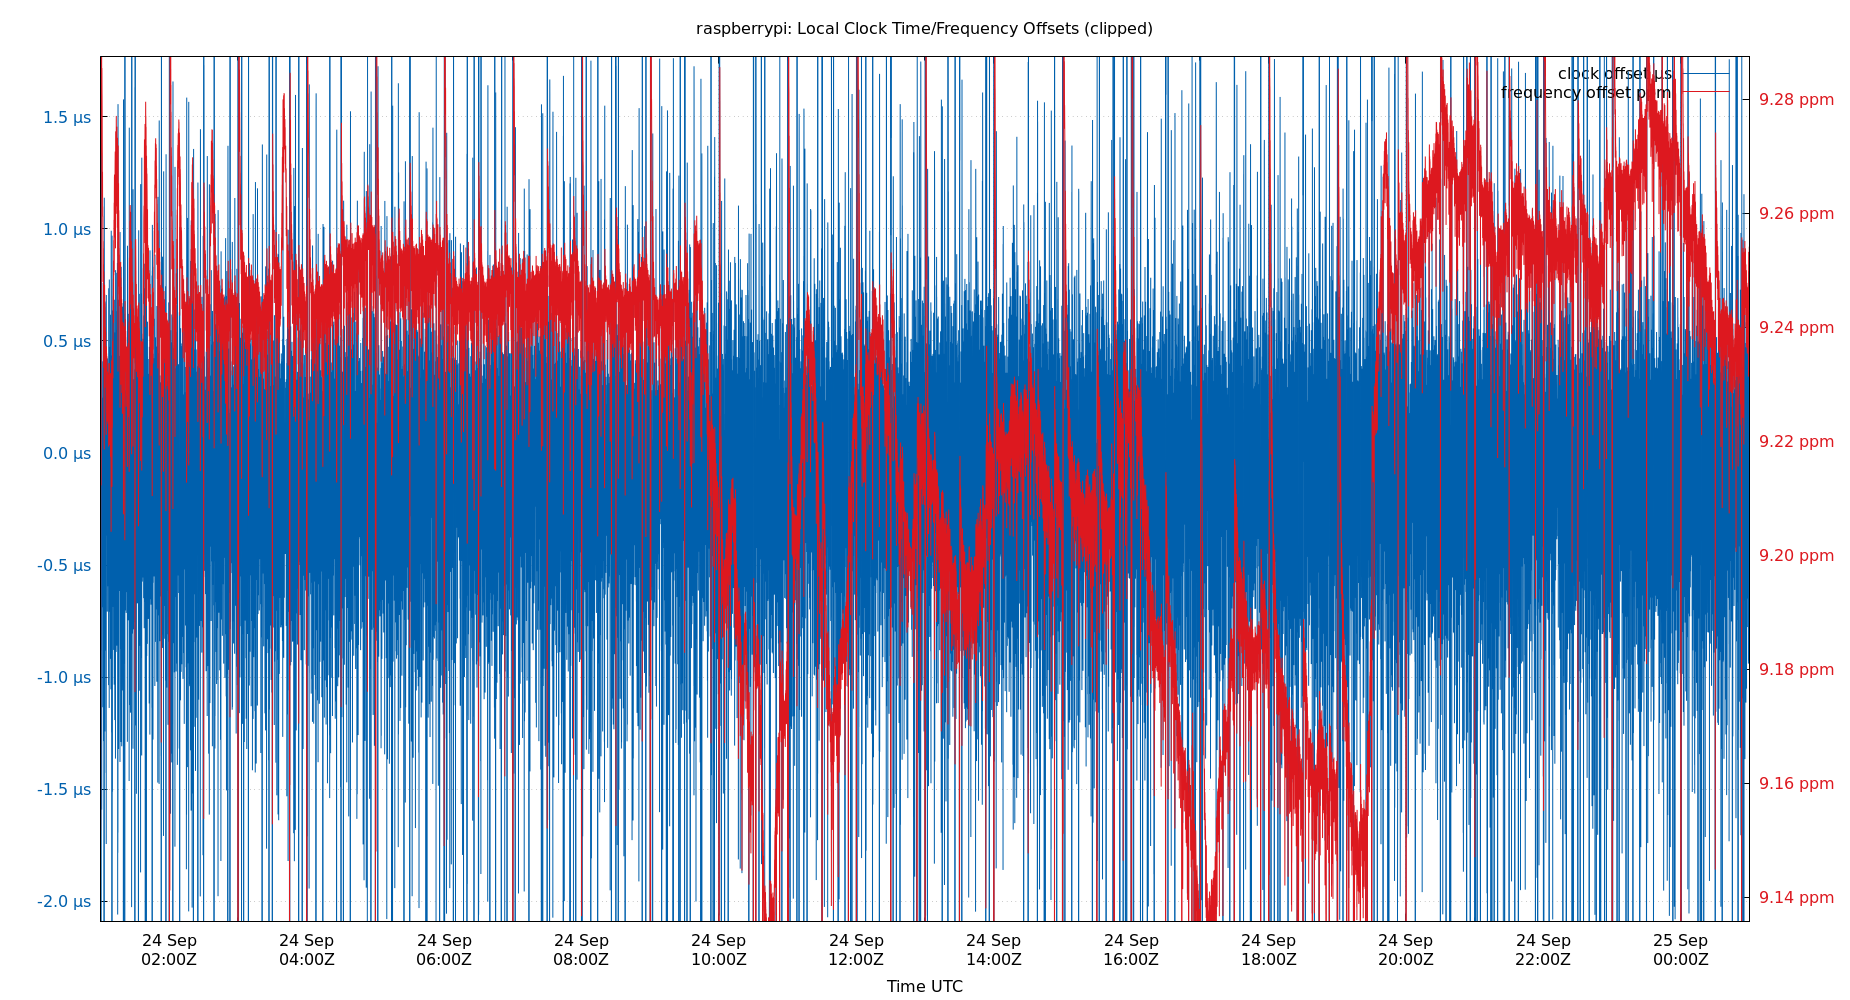 raspberrypi: Local Clock Time/Frequency Offsets (clipped)
clock offset µs
frequency offset ppm
1.5 µs
1.0 µs
0.5 µs
0.0 µs
-0.5 µs
-1.0 µs
-1.5 µs
-2.0 µs
9.28 ppm
9.26 ppm
9.24 ppm
9.22 ppm
9.20 ppm
9.18 ppm
9.16 ppm
9.14 ppm
24 Sep 24 Sep 24 Sep 24 Sep 24 Sep 24 Sep 24 Sep 24 Sep 24 Sep 24 Sep 24 Sep 25 Sep
02:00Z 04:00Z 06:00Z 08:00Z 10:00Z 12:00Z 14:00Z 16:00Z 18:00Z 20:00Z 22:00Z 00:00Z
Time UTC